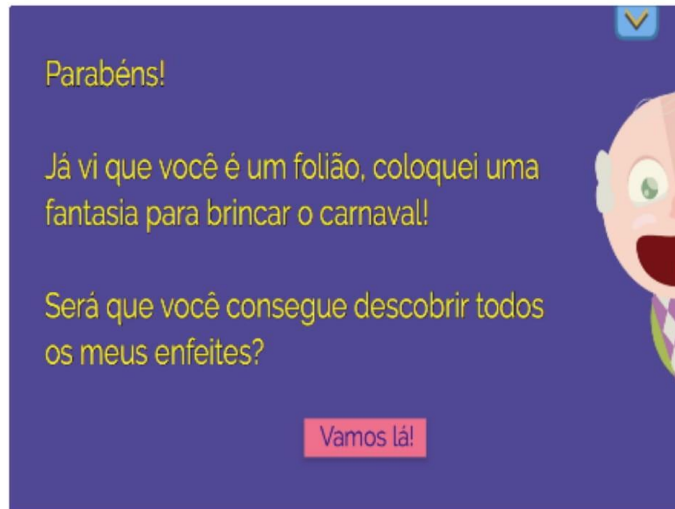 Parabéns!
Já vi que você é um folião, coloquei uma
fantasia para brincar o carnaval!
Será que você consegue descobrir todos
os meus enfeites?
Vamos lá!